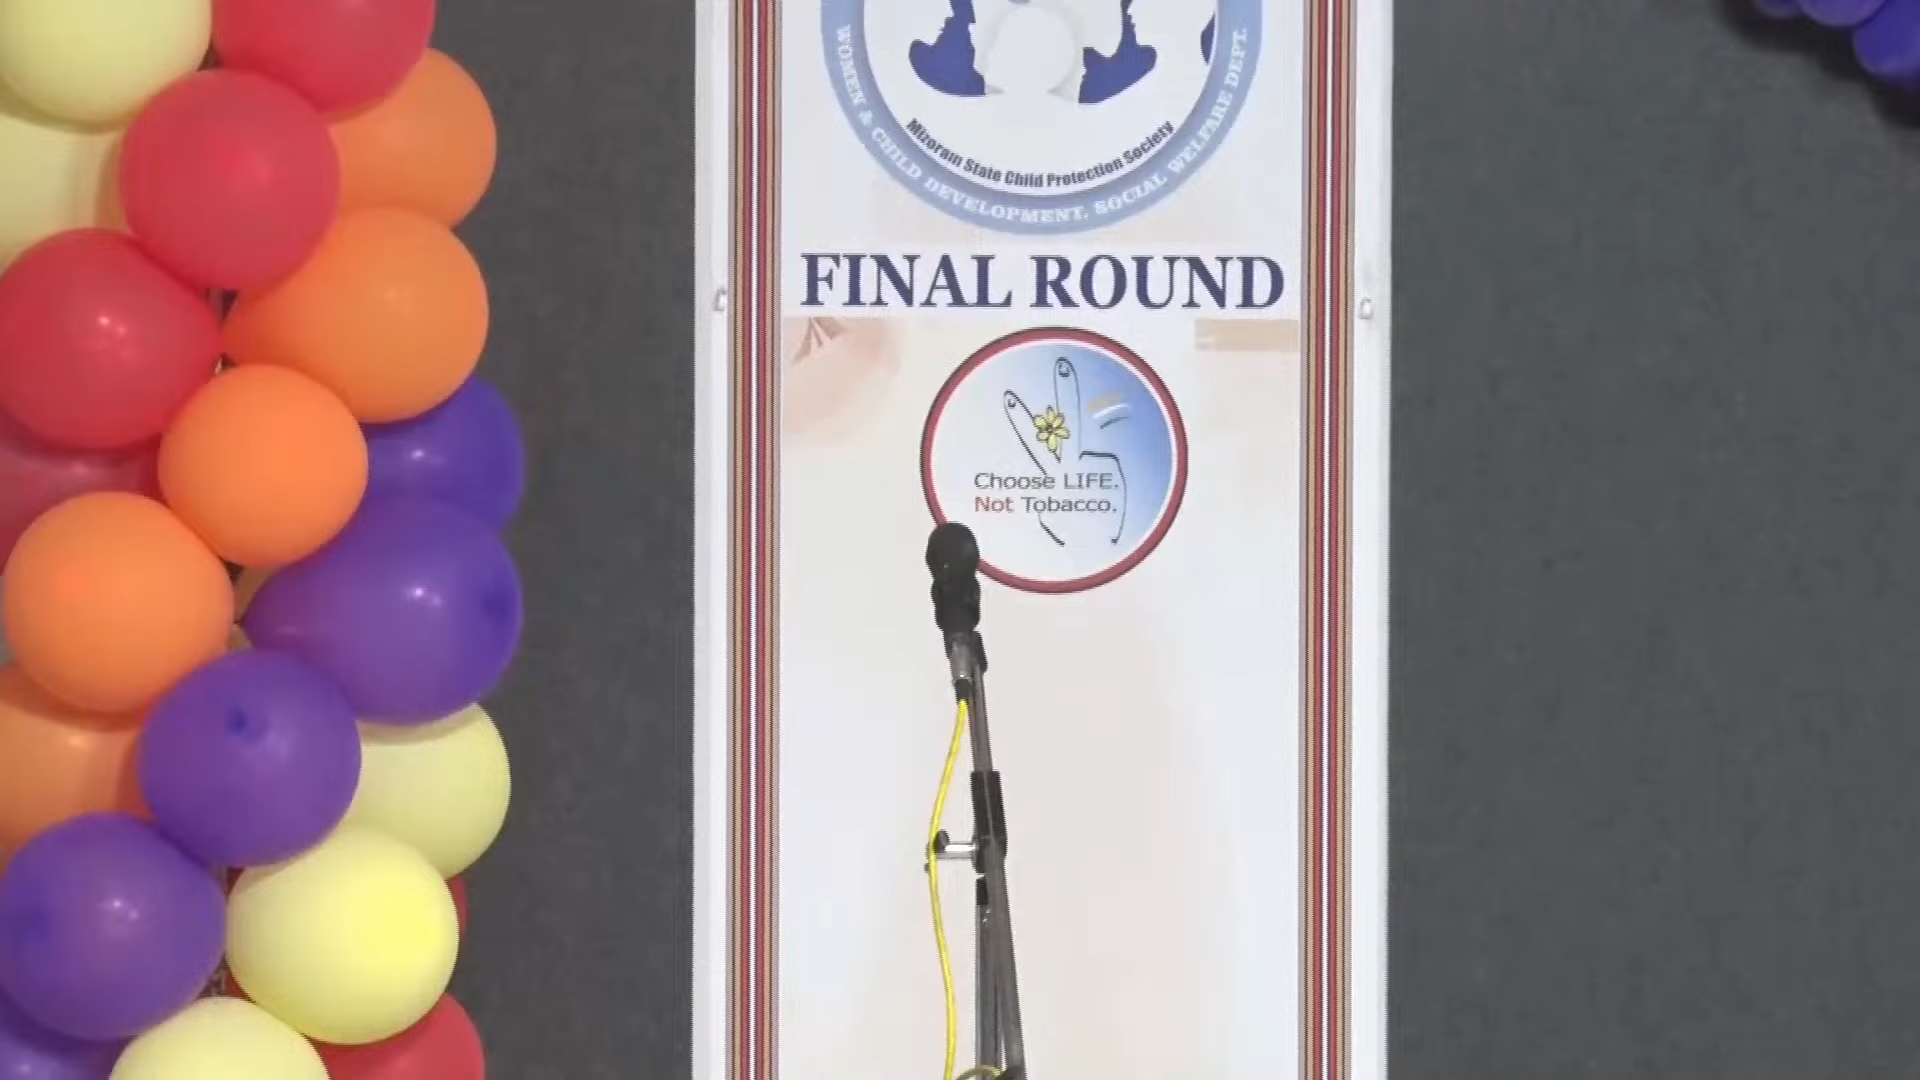 WOMEN & CHILD DEVELOPMENT, SOCIAL WELFARE DEPT.
Mizoram State Child Protection Society
FINAL ROUND
Choose LIFE.
Not Tobacco.